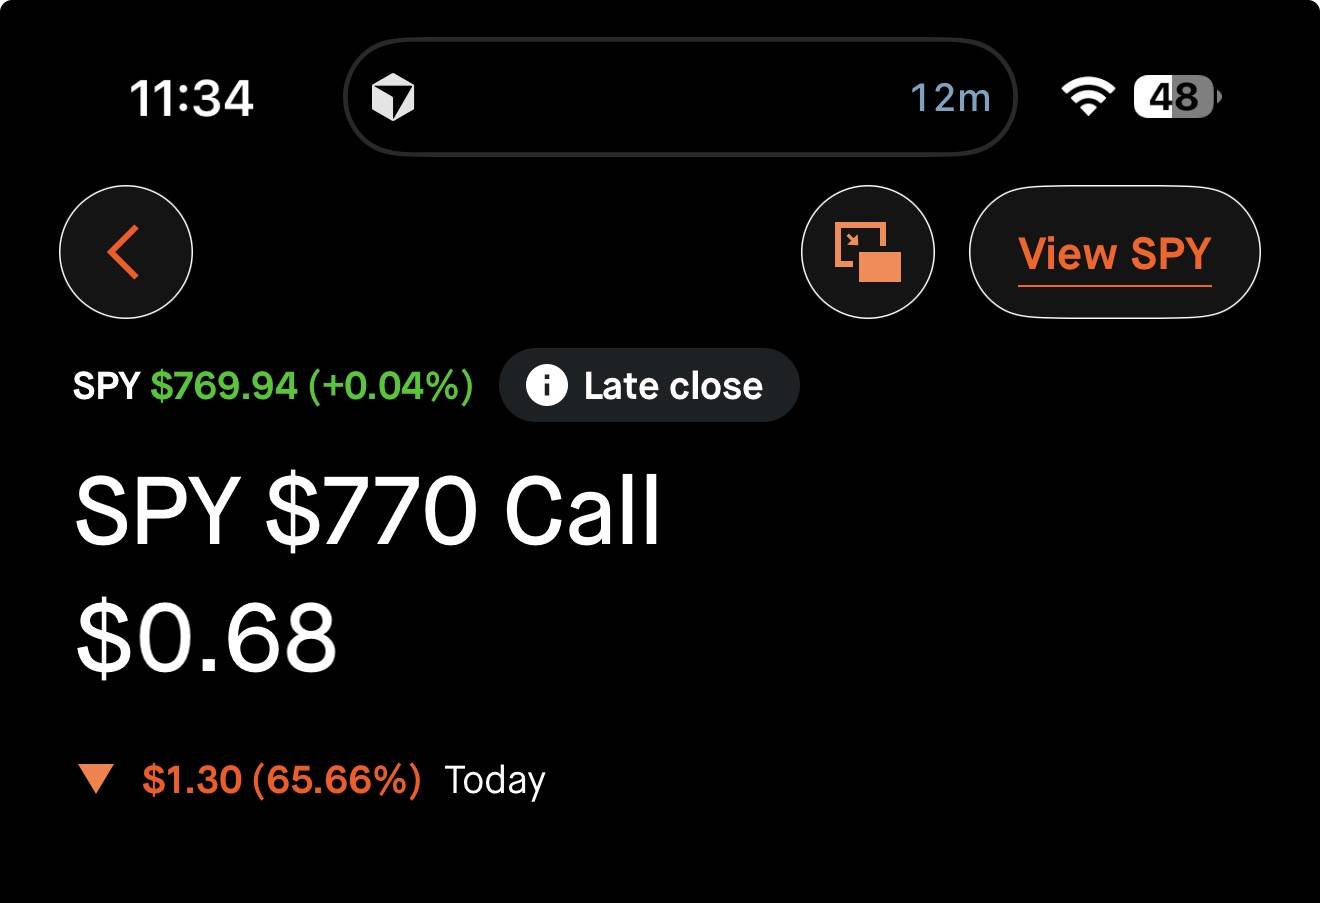 11:34 12m 48
View SPY
SPY $769.94 (+0.04%) Late close
SPY $770 Call
$0.68
▼ $1.30 (65.66%) Today